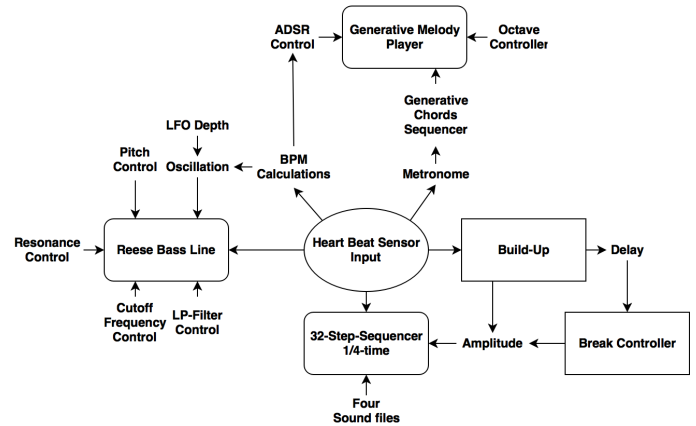 ADSR
Control
Generative Melody
Player
Octave
Controller
Generative
Chords
Sequencer
LFO Depth
Pitch
Control
Oscillation
BPM
Calculations
Metronome
Resonance
Control
Reese Bass Line
Heart Beat Sensor
Input
Build-Up
Delay
Cutoff
Frequency
Control
LP-Filter
Control
32-Step-Sequencer
1/4-time
Amplitude
Break Controller
Four
Sound files